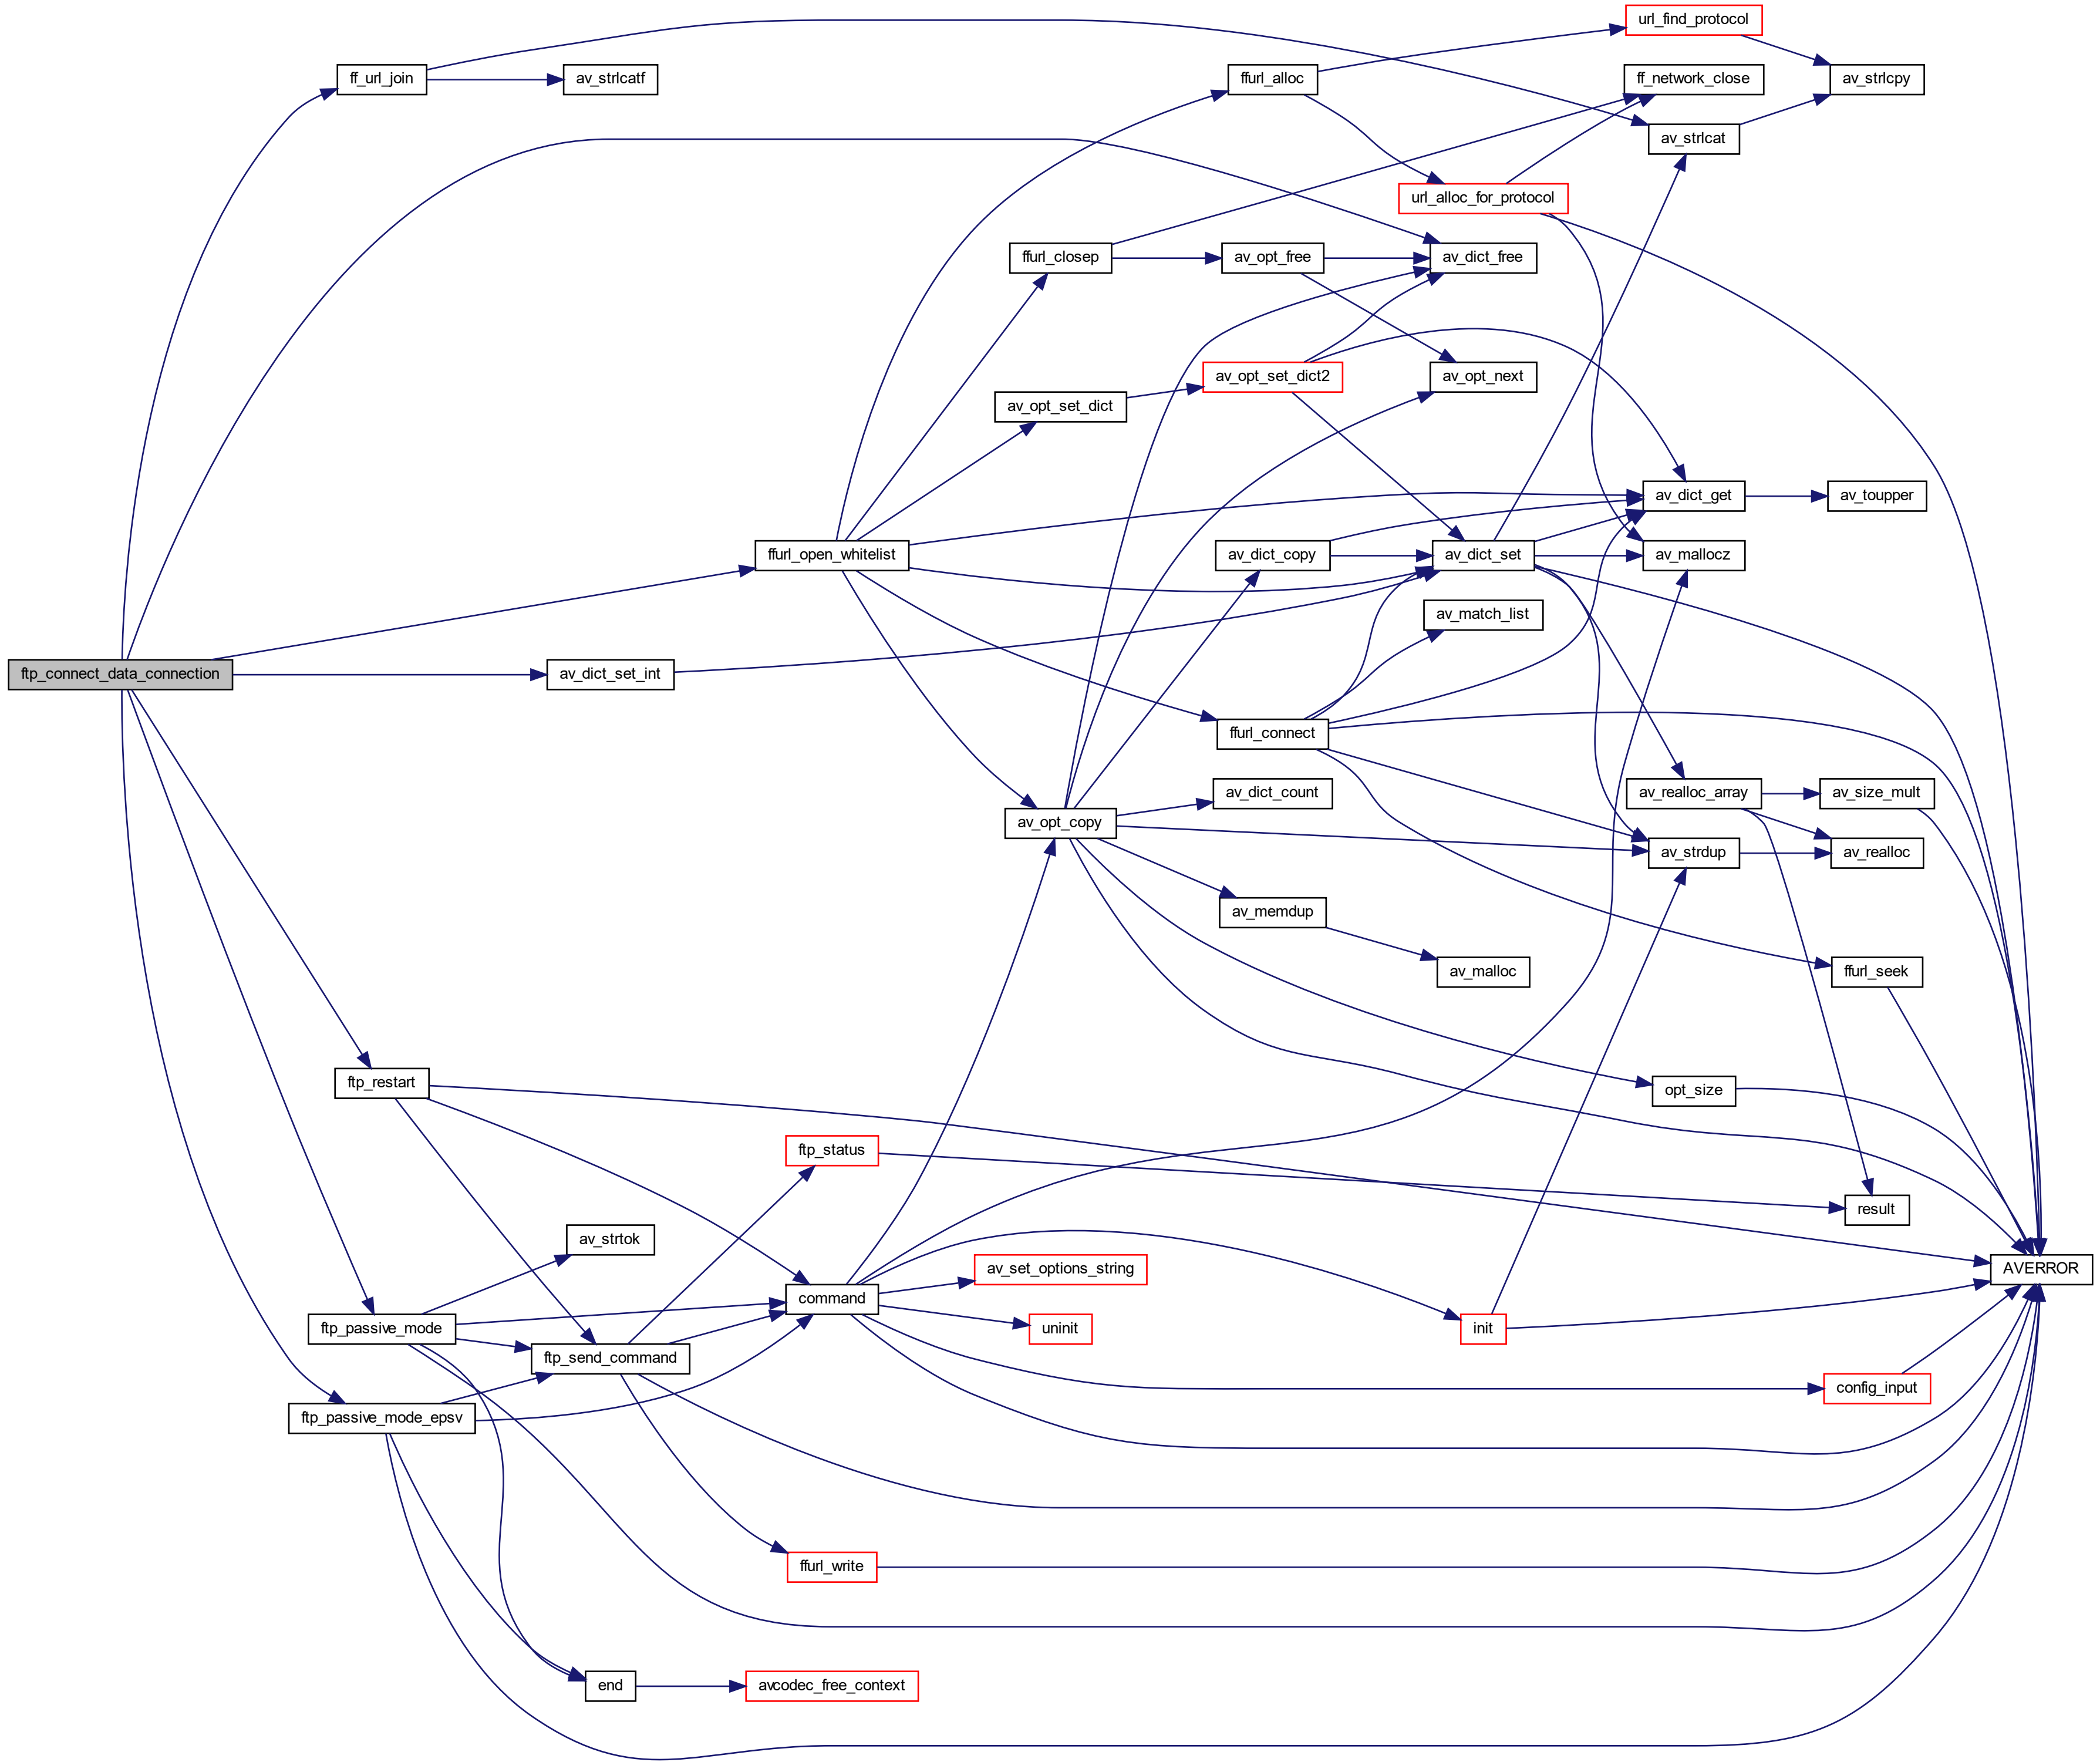 url_find_protocol
ff_url_join
av_strlcatf
ffurl_alloc
ff_network_close
av_strlcpy
av_strlcat
url_alloc_for_protocol
ffurl_closep
av_opt_free
av_dict_free
av_opt_set_dict2
av_opt_next
av_opt_set_dict
av_dict_get
av_toupper
ffurl_open_whitelist
av_dict_copy
av_dict_set
av_mallocz
av_match_list
ftp_connect_data_connection
av_dict_set_int
ffurl_connect
av_dict_count
av_realloc_array
av_size_mult
av_opt_copy
av_strdup
av_realloc
av_memdup
av_malloc
ffurl_seek
ftp_restart
opt_size
ftp_status
result
av_strtok
av_set_options_string
AVERROR
command
ftp_passive_mode
uninit
init
ftp_send_command
config_input
ftp_passive_mode_epsv
ffurl_write
end
avcodec_free_context